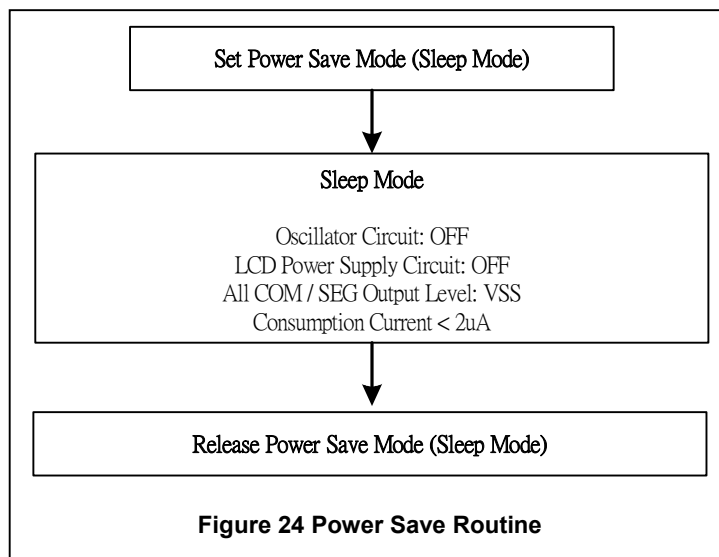 Set Power Save Mode (Sleep Mode)
Sleep Mode
Oscillator Circuit: OFF
LCD Power Supply Circuit: OFF
All COM / SEG Output Level: VSS
Consumption Current < 2uA
Release Power Save Mode (Sleep Mode)
Figure 24 Power Save Routine